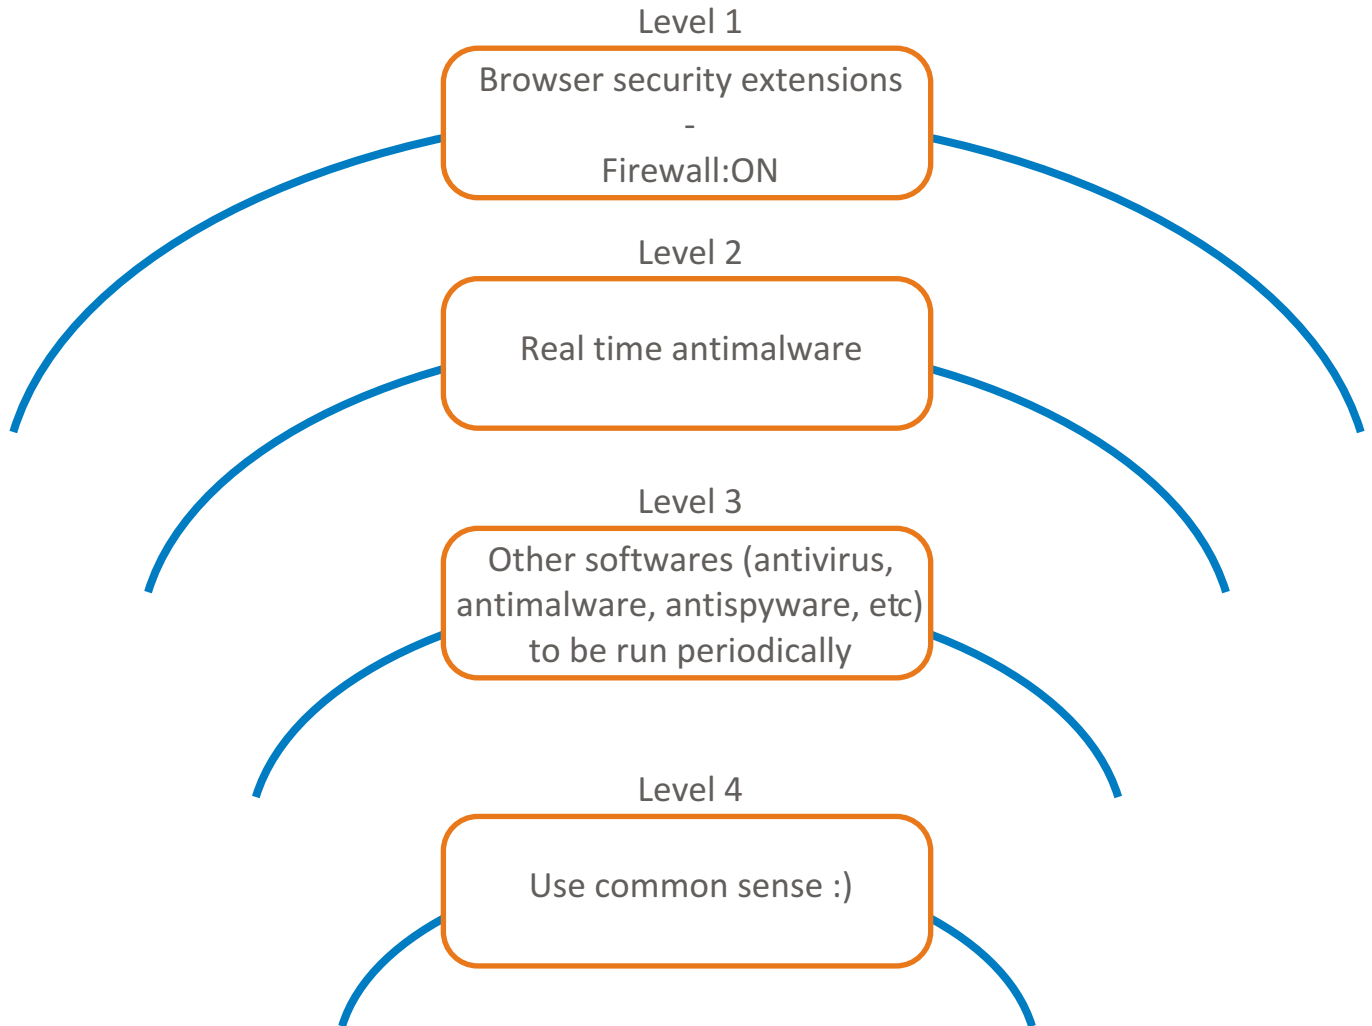 Level 1
Browser security extensions
-
Firewall:ON
Level 2
Real time antimalware
Level 3
Other softwares (antivirus,
antimalware, antispyware, etc)
to be run periodically
Level 4
Use common sense :)